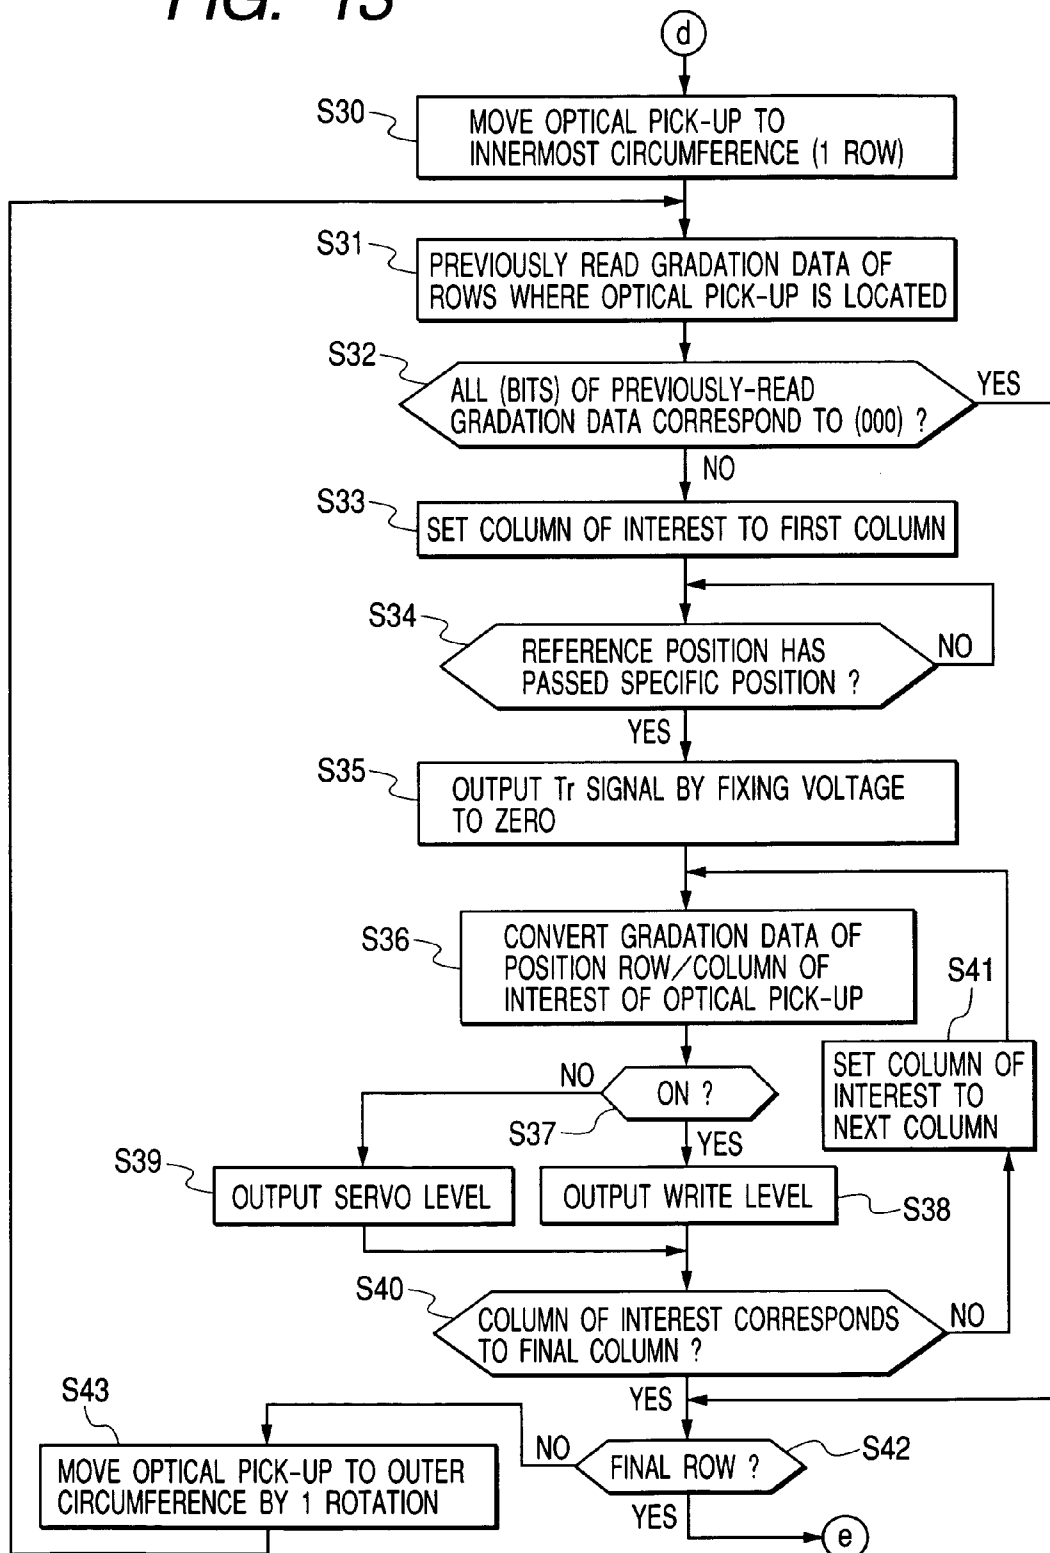 FIG. 13
d
S30
MOVE OPTICAL PICK-UP TO
INNERMOST CIRCUMFERENCE (1 ROW)
S31
PREVIOUSLY READ GRADATION DATA OF
ROWS WHERE OPTICAL PICK-UP IS LOCATED
S32
ALL (BITS) OF PREVIOUSLY-READ
GRADATION DATA CORRESPOND TO (000) ?
YES
NO
S33
SET COLUMN OF INTEREST TO FIRST COLUMN
S34
REFERENCE POSITION HAS
PASSED SPECIFIC POSITION ?
NO
YES
S35
OUTPUT Tr SIGNAL BY FIXING VOLTAGE
TO ZERO
S36
CONVERT GRADATION DATA OF
POSITION ROW/COLUMN OF
INTEREST OF OPTICAL PICK-UP
S41
SET COLUMN OF
INTEREST TO
NEXT COLUMN
NO
ON ?
S37
YES
S39
OUTPUT SERVO LEVEL
OUTPUT WRITE LEVEL
S38
S40
COLUMN OF INTEREST CORRESPONDS
TO FINAL COLUMN ?
NO
YES
S43
MOVE OPTICAL PICK-UP TO OUTER
CIRCUMFERENCE BY 1 ROTATION
NO
FINAL ROW ?
S42
YES
e